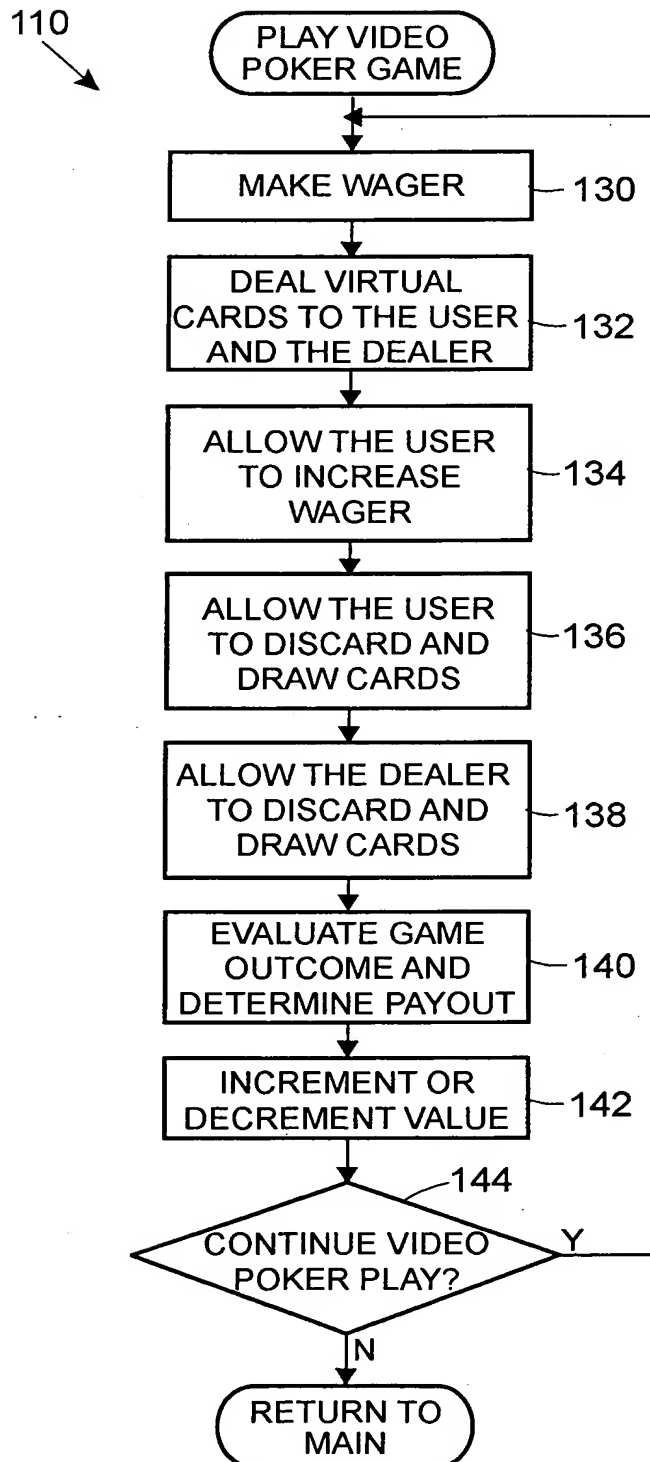 110
PLAY VIDEO
POKER GAME
MAKE WAGER
130
DEAL VIRTUAL
CARDS TO THE USER
AND THE DEALER
132
ALLOW THE USER
TO INCREASE
WAGER
134
ALLOW THE USER
TO DISCARD AND
DRAW CARDS
136
ALLOW THE DEALER
TO DISCARD AND
DRAW CARDS
138
EVALUATE GAME
OUTCOME AND
DETERMINE PAYOUT
140
INCREMENT OR
DECREMENT VALUE
142
144
CONTINUE VIDEO
POKER PLAY?
Y
N
RETURN TO
MAIN